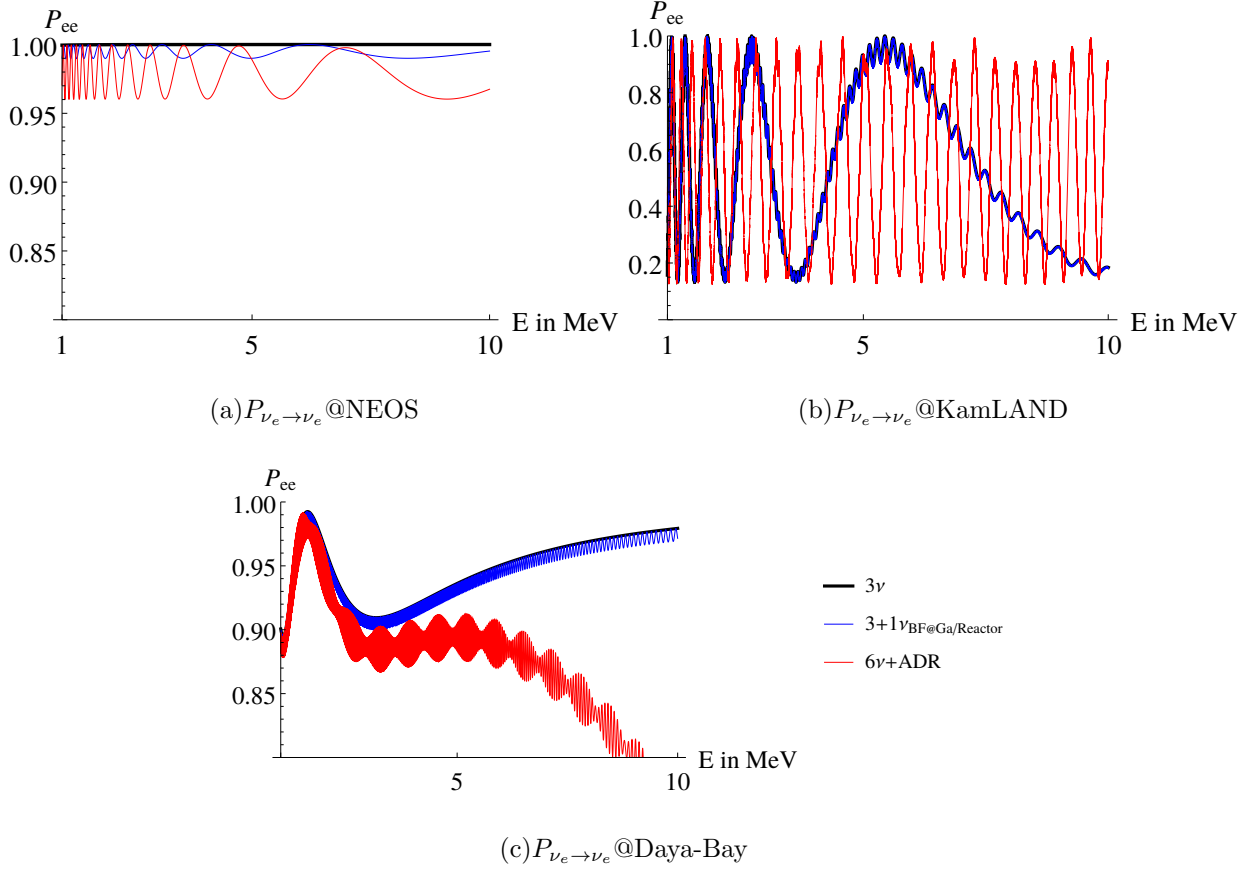 P_ee
1.00
0.95
0.90
0.85
E in MeV
1 5 10
(a)P_{ν_e→ν_e}@NEOS
P_ee
1.0
0.8
0.6
0.4
0.2
E in MeV
1 5 10
(b)P_{ν_e→ν_e}@KamLAND
P_ee
1.00
0.95
0.90
0.85
E in MeV
5 10
(c)P_{ν_e→ν_e}@Daya-Bay
3ν
3+1ν_BF@Ga/Reactor
6ν+ADR